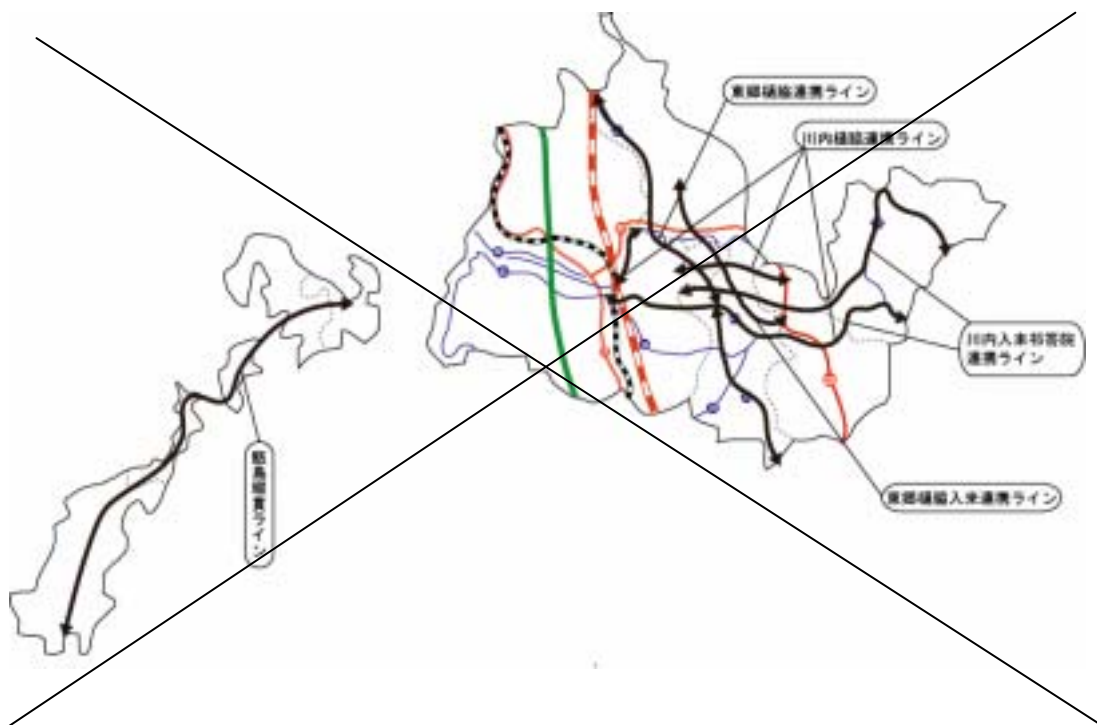 東郷樋脇連携ライン
川内樋脇連携ライン
川内入来祁答院
連携ライン
東郷樋脇入来連携ライン
甑島縦貫ライン